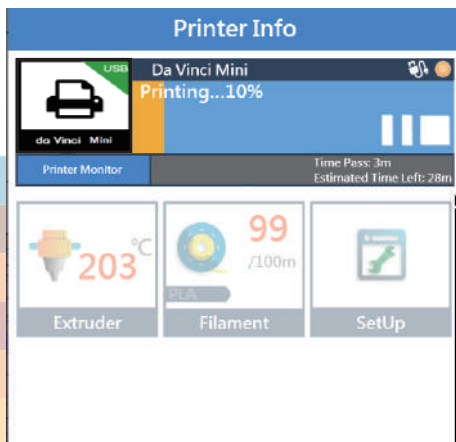 Printer Info
USB
Da Vinci Mini
Printing...10%
da Vinci Mini
Printer Monitor
Time Pass: 3m
Estimated Time Left: 28m
203 °C
99
/100m
PLA
Extruder
Filament
SetUp